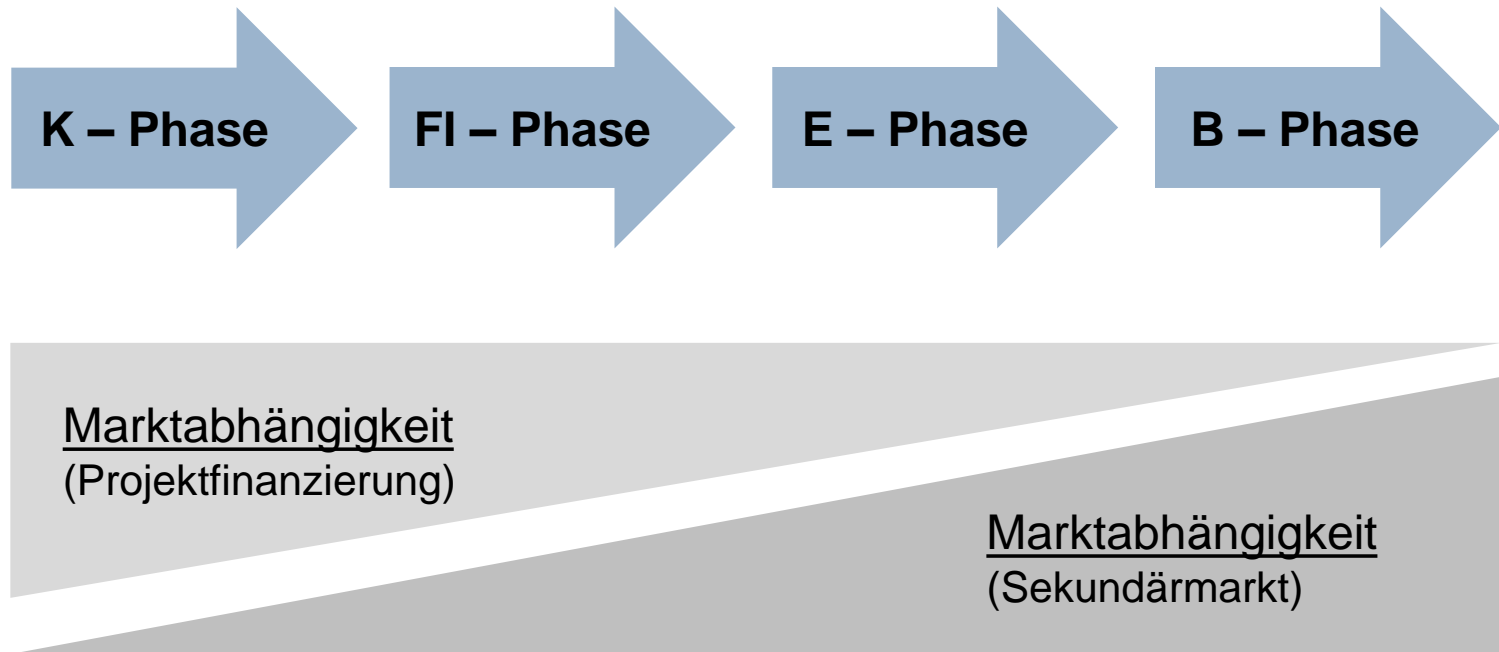 K – Phase
FI – Phase
E – Phase
B – Phase
Marktabhängigkeit
(Projektfinanzierung)
Marktabhängigkeit
(Sekundärmarkt)